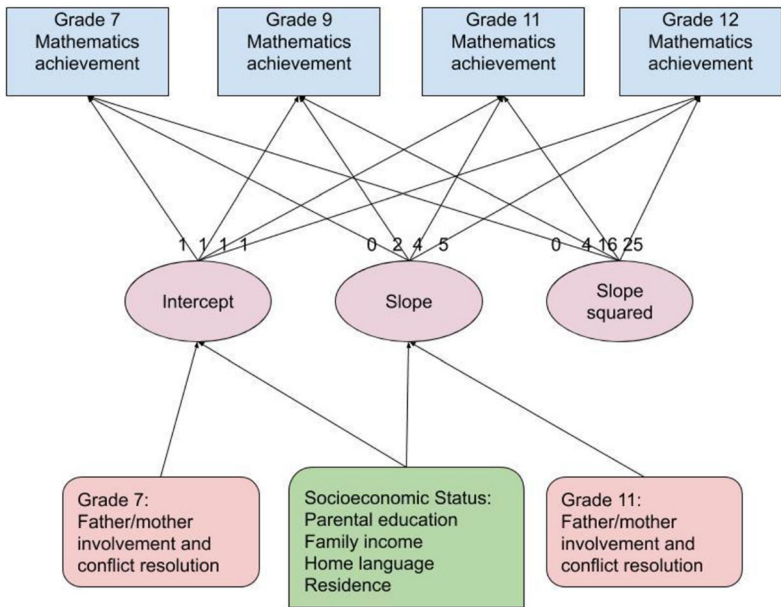 Grade 7
Mathematics
achievement
Grade 9
Mathematics
achievement
Grade 11
Mathematics
achievement
Grade 12
Mathematics
achievement
1 1 1 1
0 2 4 5
0 4 16 25
Intercept
Slope
Slope
squared
Grade 7:
Father/mother
involvement and
conflict resolution
Socioeconomic Status:
Parental education
Family income
Home language
Residence
Grade 11:
Father/mother
involvement and
conflict resolution